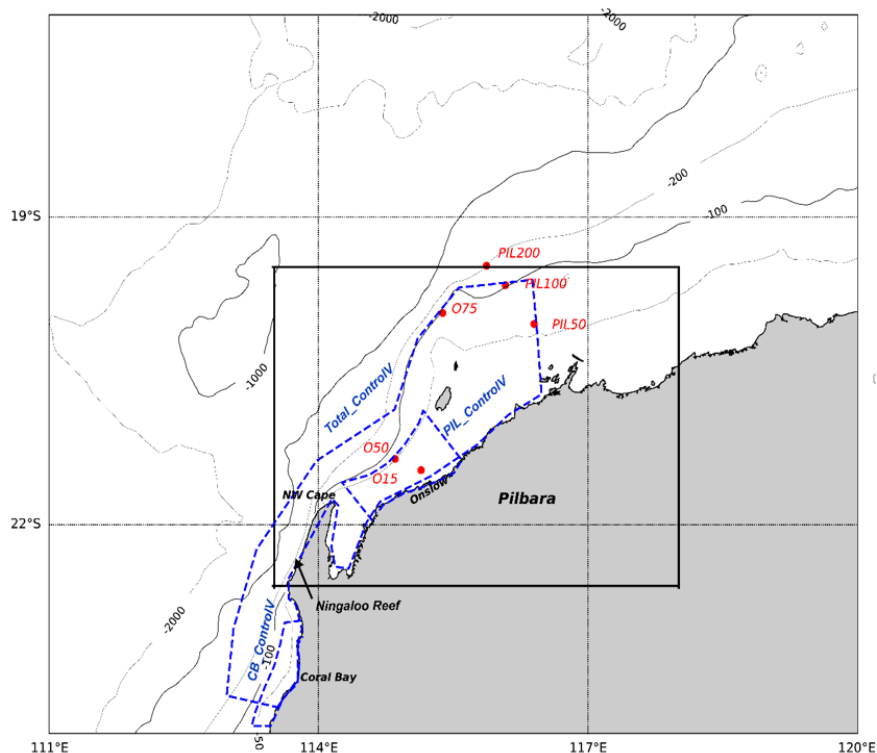 -2000
-2000
-200
19°S
-100
PIL200
PIL100
O75
PIL50
-1000
Total_ControlV
PIL_ControlV
O50
O15
Onslow
NW Cape
Pilbara
22°S
Ningaloo Reef
-2000
CB_ControlV
-100
Coral Bay
50
111°E
114°E
117°E
120°E